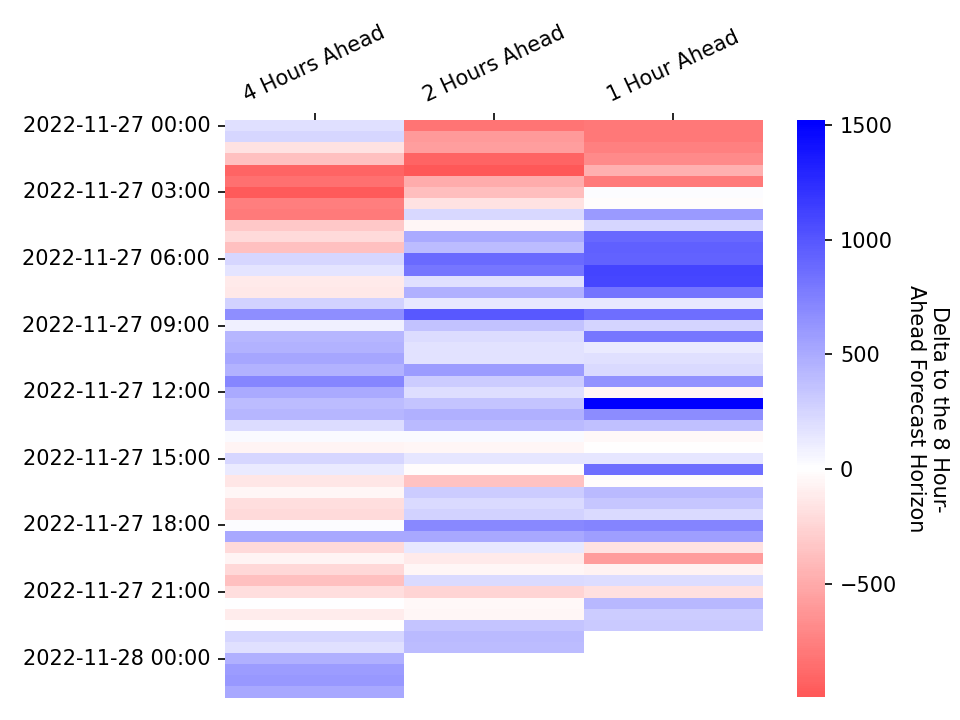 4 Hours Ahead
2 Hours Ahead
1 Hour Ahead
2022-11-27 00:00
2022-11-27 03:00
2022-11-27 06:00
2022-11-27 09:00
2022-11-27 12:00
2022-11-27 15:00
2022-11-27 18:00
2022-11-27 21:00
2022-11-28 00:00
1500
1000
500
0
−500
Delta to the 8 Hour-
Ahead Forecast Horizon